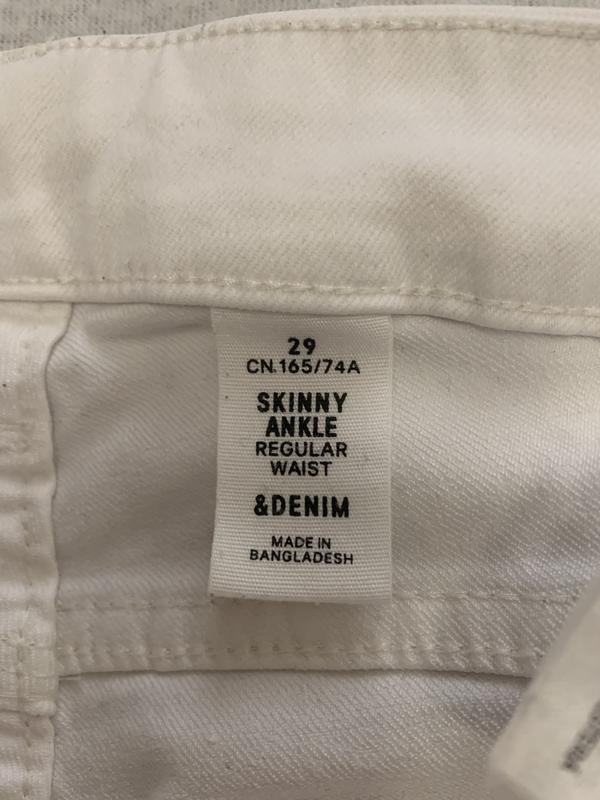 29
CN.165/74A
SKINNY
ANKLE
REGULAR
WAIST
&DENIM
MADE IN
BANGLADESH